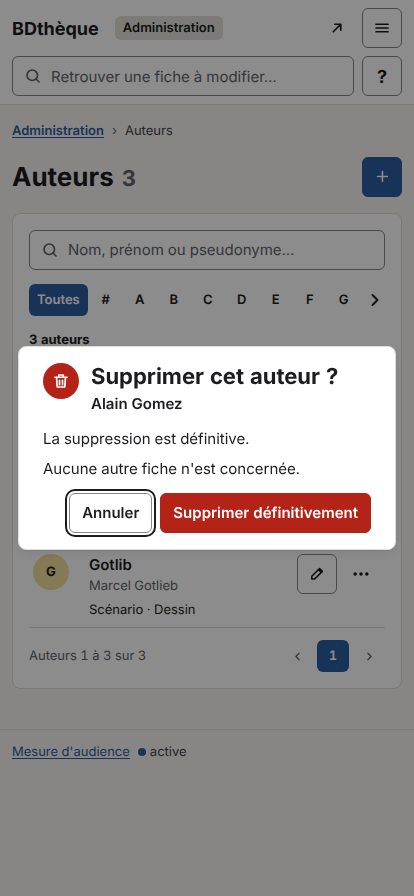 BDthèque Administration
Retrouver une fiche à modifier... ?
Administration › Auteurs
Auteurs 3
Nom, prénom ou pseudonyme...
Toutes # A B C D E F G
3 auteurs
Supprimer cet auteur ?
Alain Gomez
La suppression est définitive.
Aucune autre fiche n'est concernée.
Annuler Supprimer définitivement
G Gotlib
Marcel Gotlieb
Scénario · Dessin
Auteurs 1 à 3 sur 3 ‹ 1 ›
Mesure d'audience active